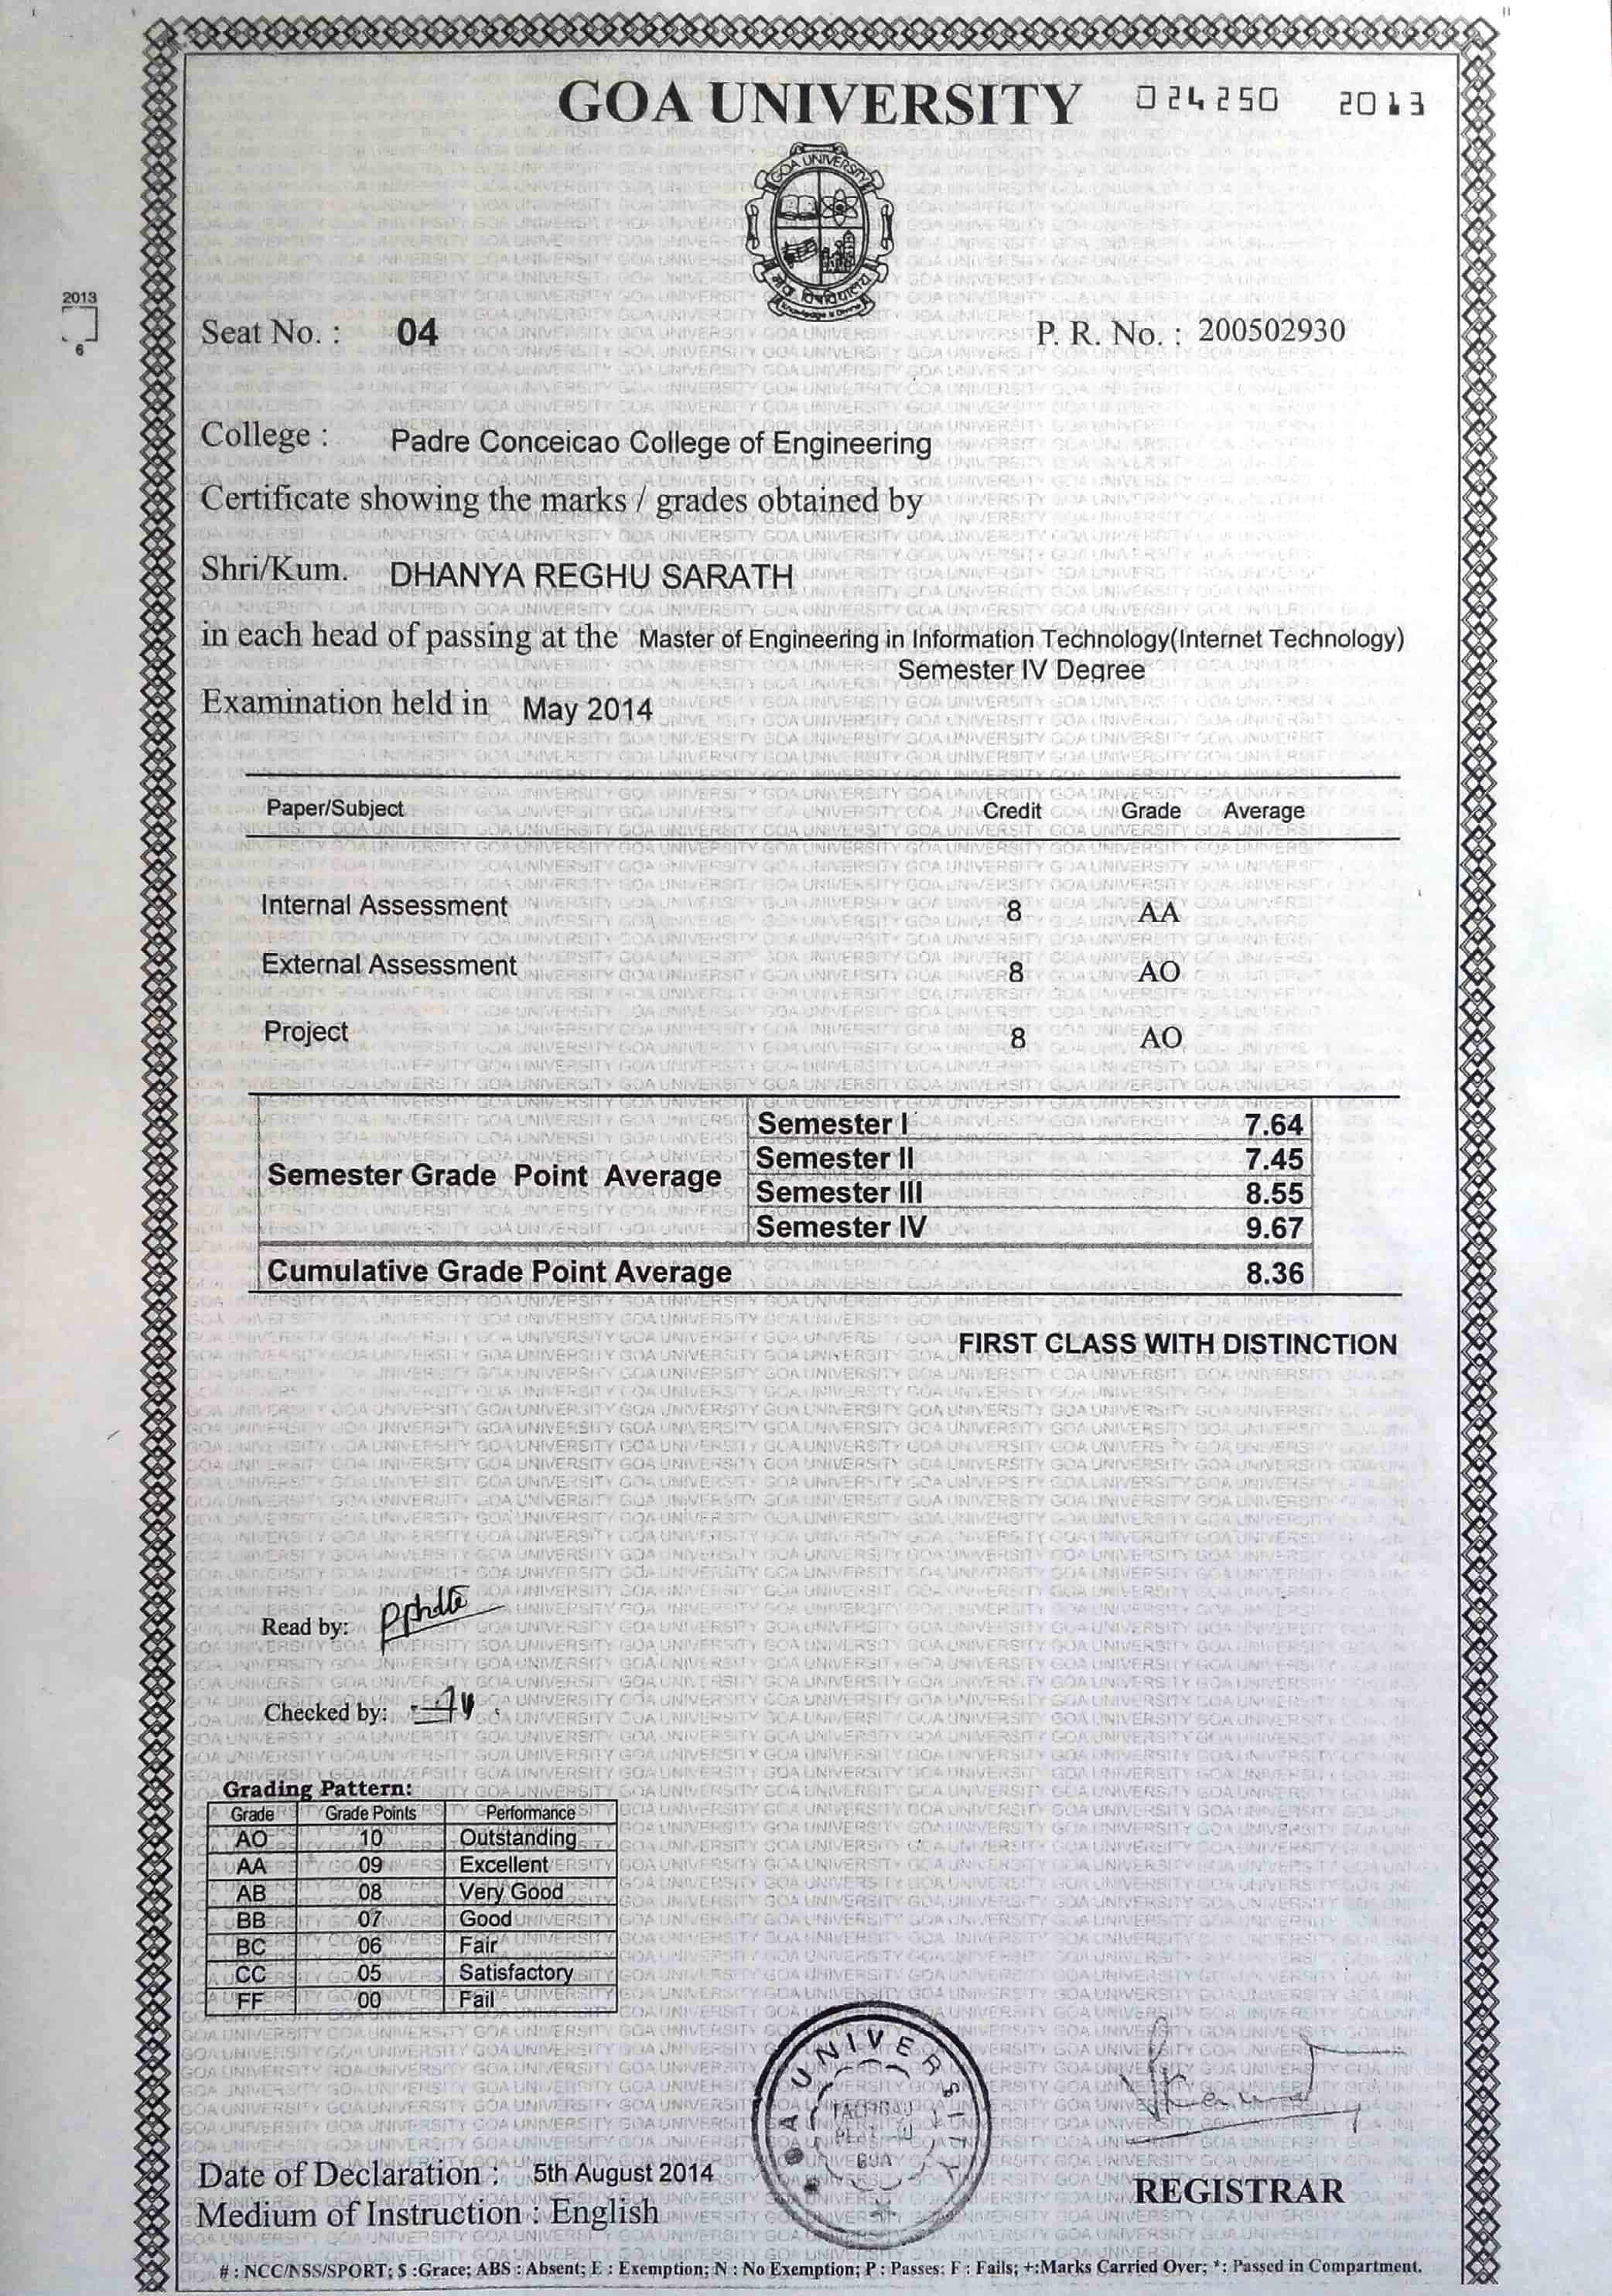 GOA UNIVERSITY 024250 2013
GOA UNIVERSITY
2013
6
Seat No. : 04 P. R. No. : 200502930
College : Padre Conceicao College of Engineering
Certificate showing the marks / grades obtained by
Shri/Kum. DHANYA REGHU SARATH
in each head of passing at the Master of Engineering in Information Technology(Internet Technology)
Semester IV Degree
Examination held in May 2014
Paper/Subject Credit Grade Average
Internal Assessment 8 AA
External Assessment 8 AO
Project 8 AO
Semester I 7.64
Semester II 7.45
Semester Grade Point Average
Semester III 8.55
Semester IV 9.67
Cumulative Grade Point Average 8.36
FIRST CLASS WITH DISTINCTION
Read by:
Checked by:
Grading Pattern:
Grade Grade Points Performance
AO 10 Outstanding
AA 09 Excellent
AB 08 Very Good
BB 07 Good
BC 06 Fair
CC 05 Satisfactory
FF 00 Fail
UNIVERSITY
Date of Declaration : 5th August 2014
REGISTRAR
Medium of Instruction : English
# : NCC/NSS/SPORT; $ :Grace; ABS : Absent; E : Exemption; N : No Exemption; P : Passes; F : Fails; +:Marks Carried Over; *: Passed in Compartment.